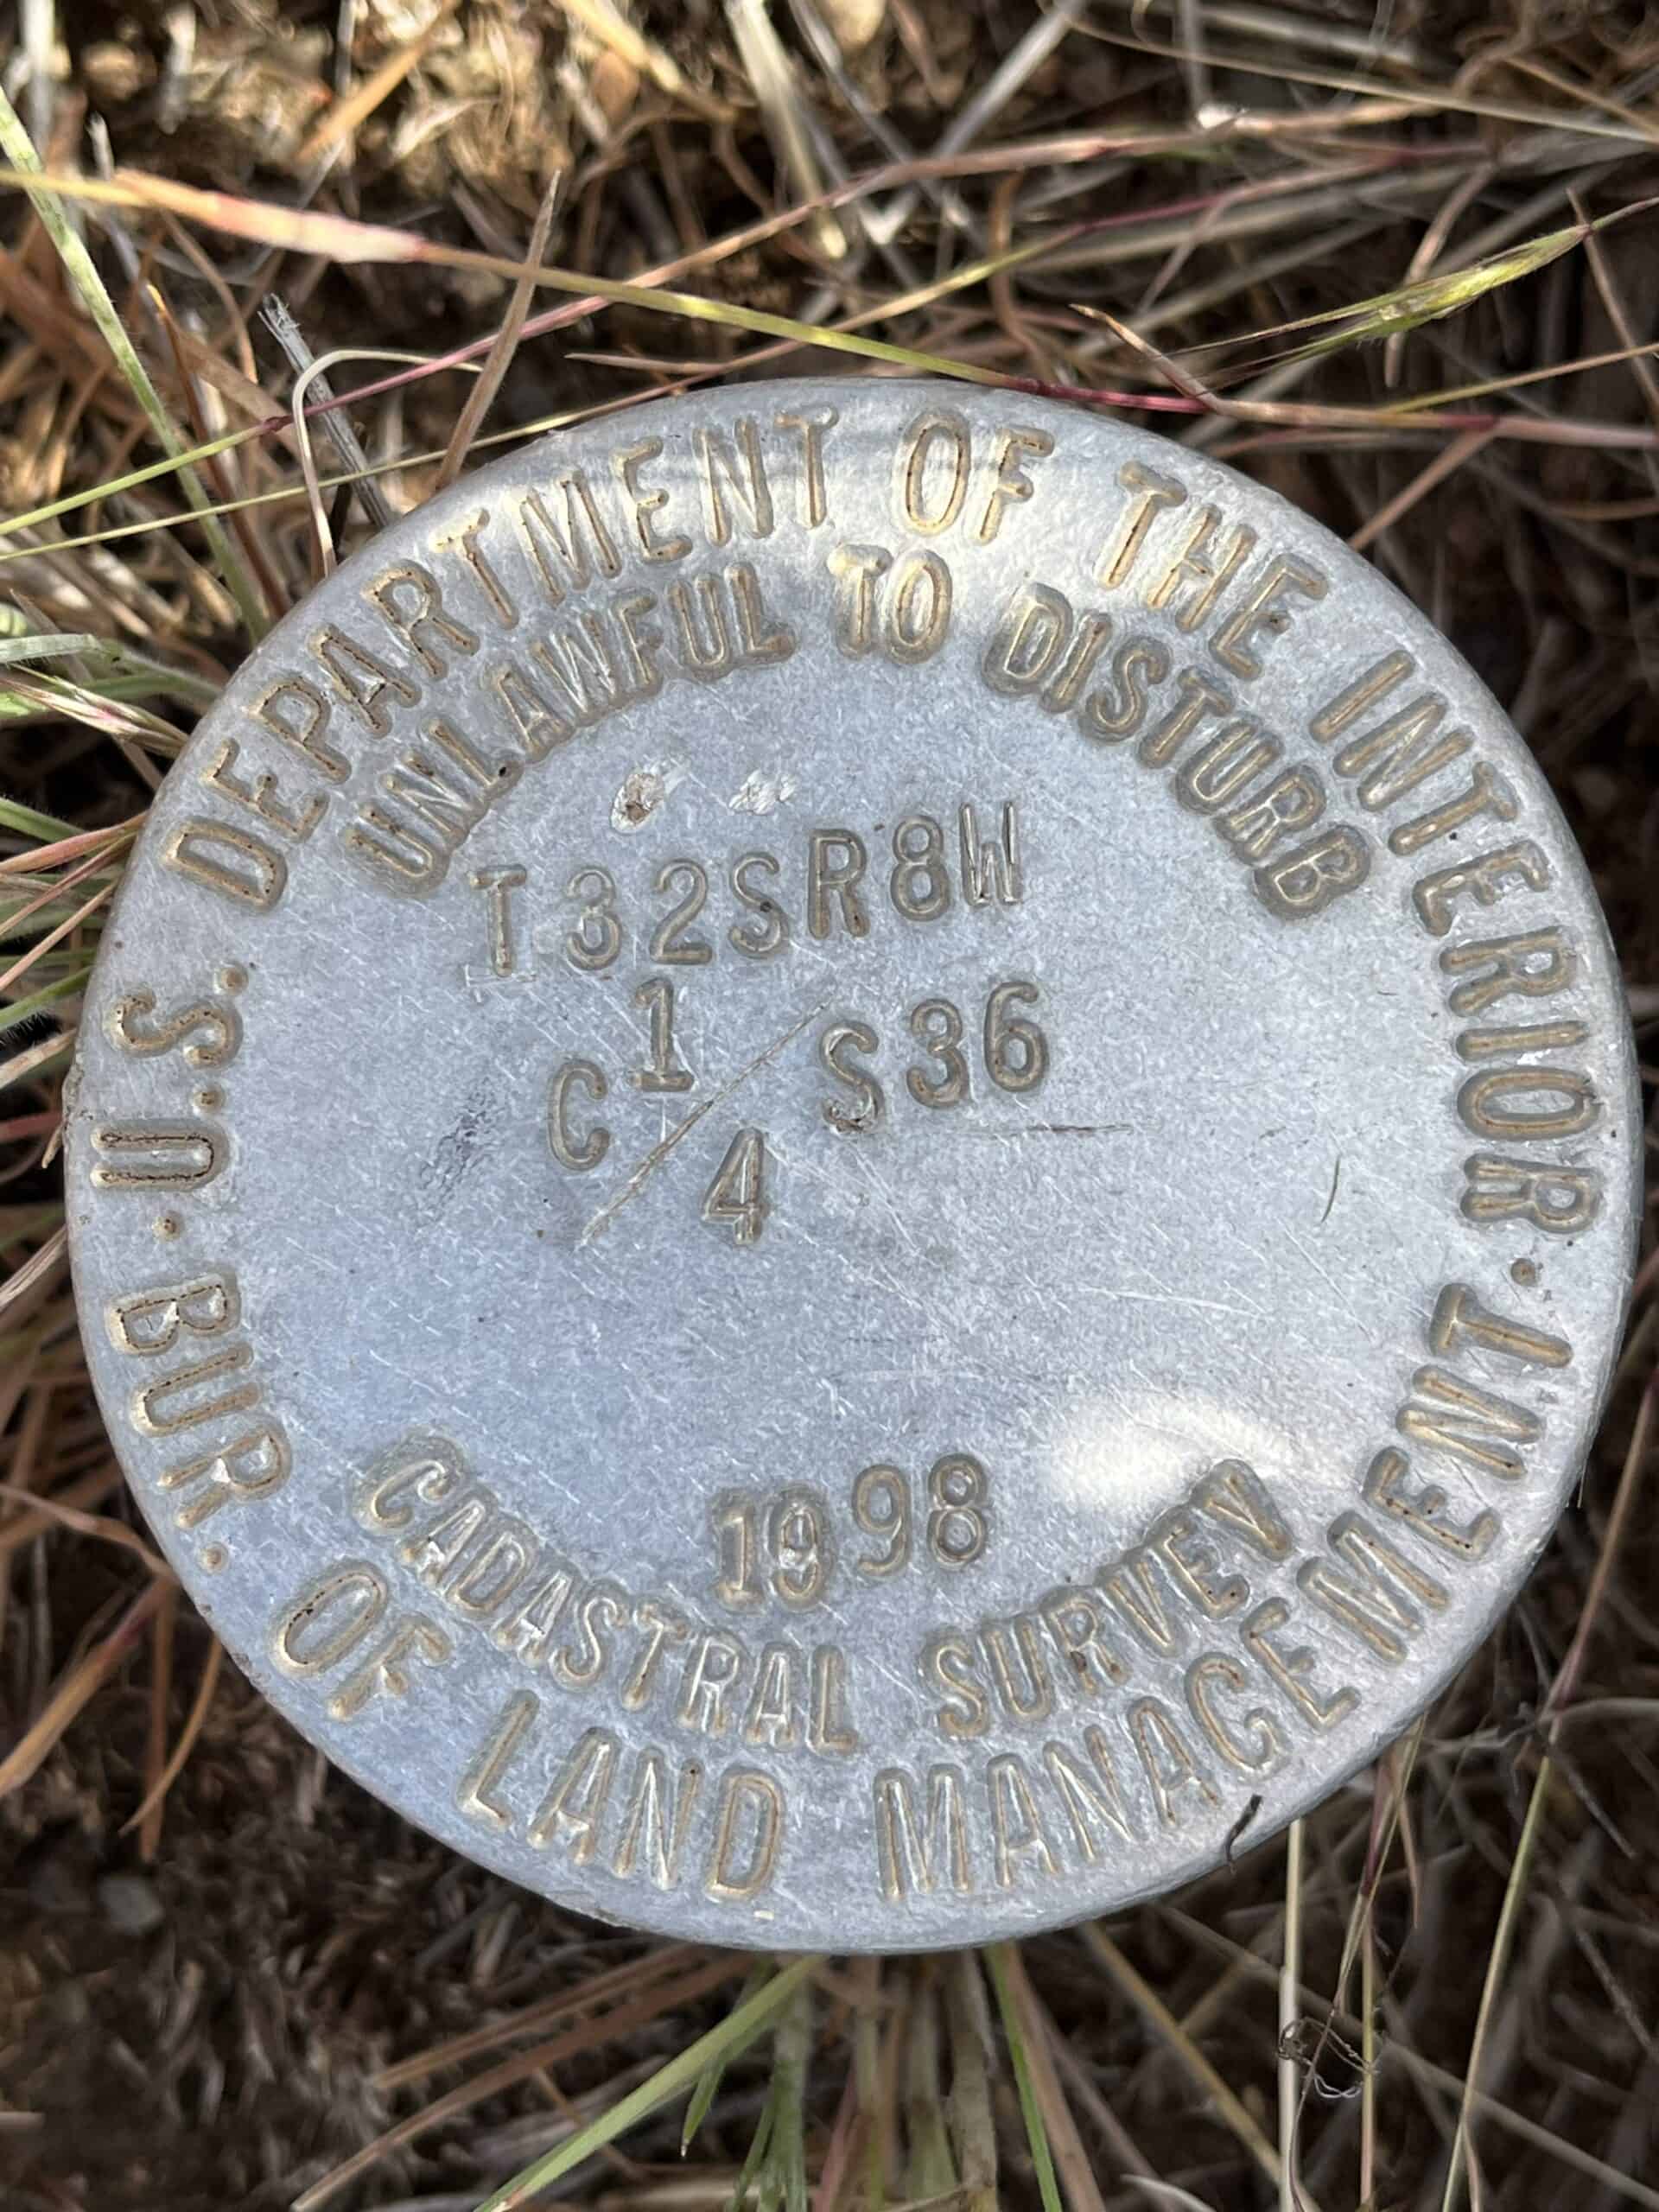 U.S. DEPARTMENT OF THE INTERIOR
UNLAWFUL TO DISTURB
T32SR8W
C 1/4 S36
1998
CADASTRAL SURVEY
BUR. OF LAND MANAGEMENT